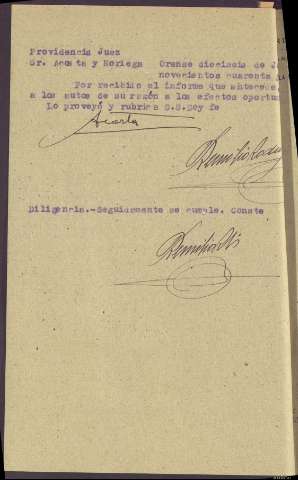 Providencia Juez
Sr. Acosta y Noriega Orense dieciseis de J
novecientos cuarenta
Por recibido el informe que antecede,
a los autos de su razón a los efectos oportu
Lo proveyó y rubrica S.S. Doy fe
Acosta
Diligencia.-Seguidamente se cumple. Conste